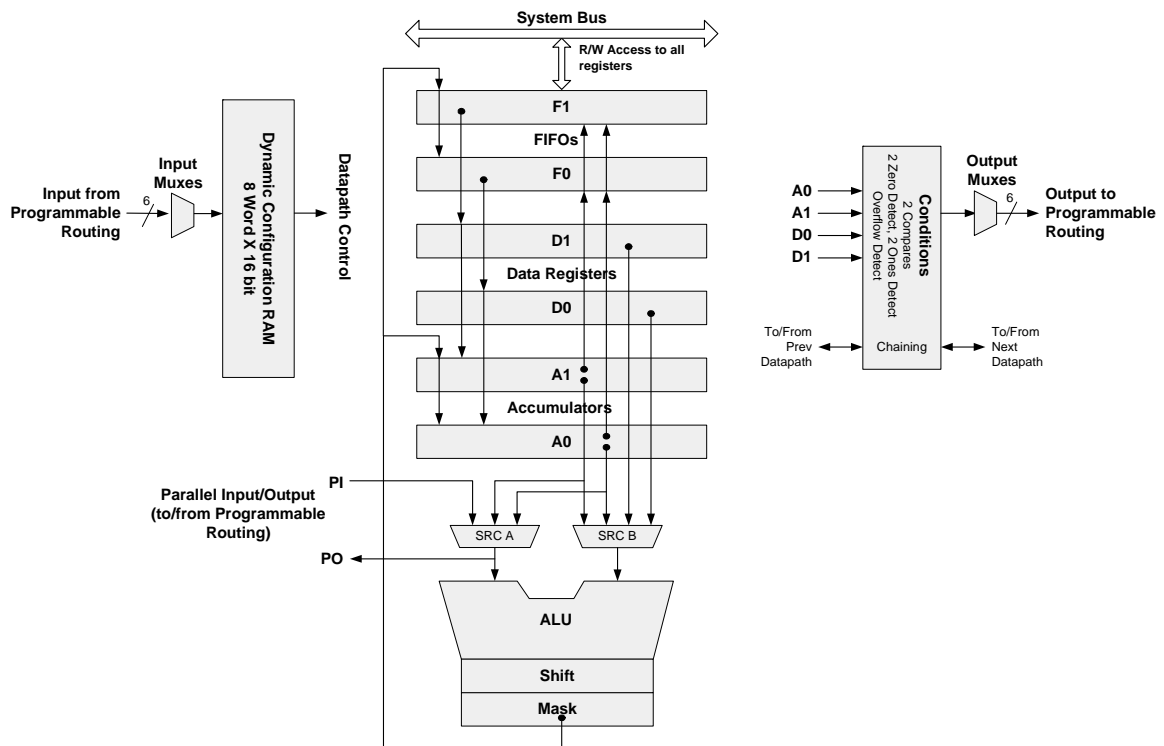 System Bus
R/W Access to all
registers
F1
FIFOs
F0
D1
Data Registers
D0
A1
Accumulators
A0
Input from
Programmable
Routing
6
Input
Muxes
Dynamic Configuration RAM
8 Word X 16 bit
Datapath Control
A0
A1
D0
D1
Conditions
2 Compares
2 Zero Detect, 2 Ones Detect
Overflow Detect
Chaining
To/From
Prev
Datapath
To/From
Next
Datapath
Output
Muxes
6
Output to
Programmable
Routing
PI
Parallel Input/Output
(to/from Programmable
Routing)
PO
SRC A
SRC B
ALU
Shift
Mask